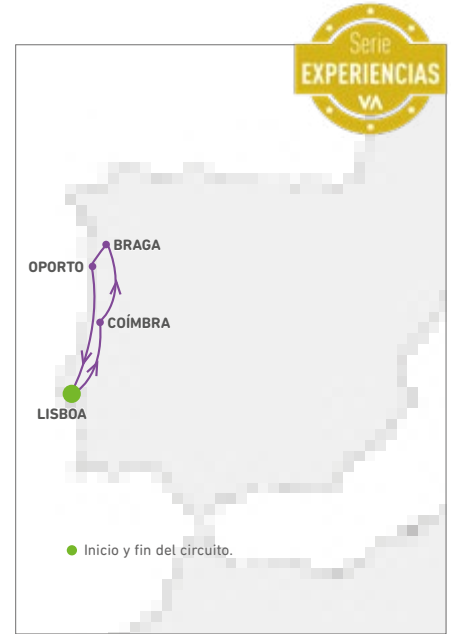 Serie
EXPERIENCIAS
VA
BRAGA
OPORTO
COÍMBRA
LISBOA
Inicio y fin del circuito.